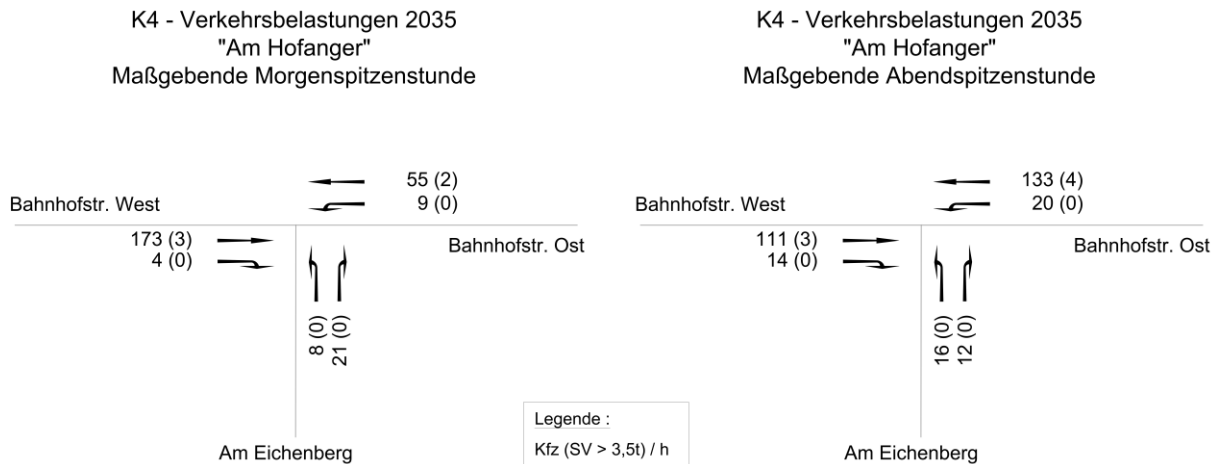 K4 - Verkehrsbelastungen 2035
"Am Hofanger"
Maßgebende Morgenspitzenstunde
55 (2)
9 (0)
Bahnhofstr. West
173 (3)
4 (0)
Bahnhofstr. Ost
8 (0)
21 (0)
Am Eichenberg
K4 - Verkehrsbelastungen 2035
"Am Hofanger"
Maßgebende Abendspitzenstunde
133 (4)
20 (0)
Bahnhofstr. West
111 (3)
14 (0)
Bahnhofstr. Ost
16 (0)
12 (0)
Am Eichenberg
Legende :
Kfz (SV > 3,5t) / h